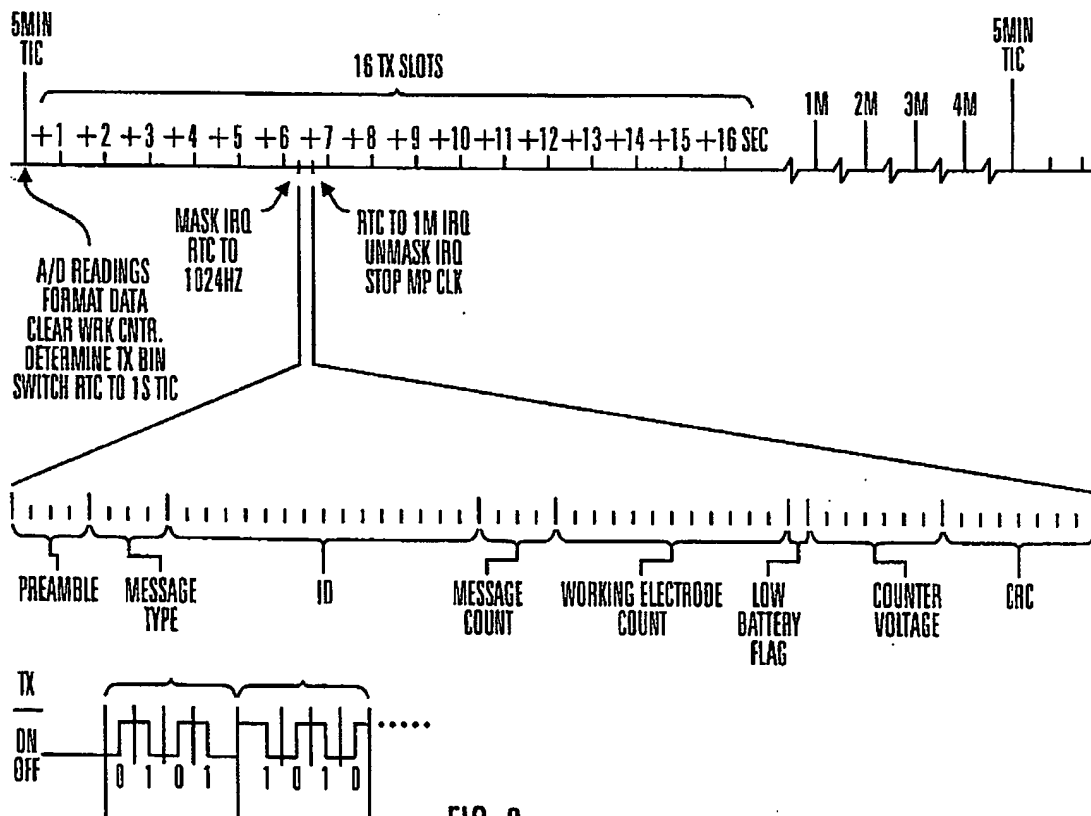 5MIN
TIC
16 TX SLOTS
5MIN
TIC
+1 +2 +3 +4 +5 +6 +7 +8 +9 +10 +11 +12 +13 +14 +15 +16 SEC
1M 2M 3M 4M
MASK IRQ
RTC TO
1024HZ
RTC TO 1M IRQ
UNMASK IRQ
STOP MP CLK
A/D READINGS
FORMAT DATA
CLEAR WRK CNTR.
DETERMINE TX BIN
SWITCH RTC TO 1S TIC
PREAMBLE
MESSAGE
TYPE
ID
MESSAGE
COUNT
WORKING ELECTRODE
COUNT
LOW
BATTERY
FLAG
COUNTER
VOLTAGE
CRC
TX
ON
OFF
0 1 0 1 1 0 1 0